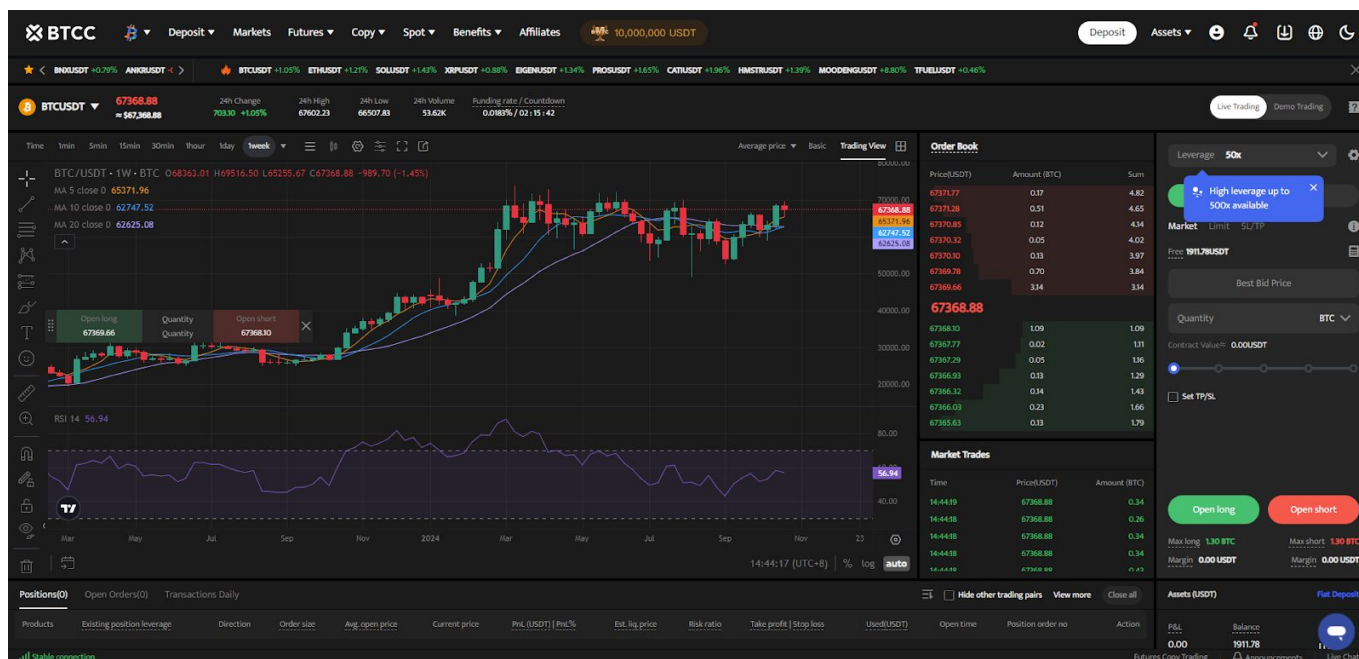 BTCC Deposit Markets Futures Copy Spot Benefits Affiliates 10,000,000 USDT Deposit Assets
BNXUSDT +0.79% ANKRUSDT BTCUSDT +1.05% ETHUSDT +1.21% SOLUSDT +1.43% XRPUSDT +0.88% EIGENUSDT +1.34% PROSUSDT +1.65% CATIUSDT +1.96% HMSTRUSDT +1.39% MOODENGUSDT +8.80% TFUELUSDT +0.46%
BTCUSDT 67368.88 24h Change 24h High 24h Low 24h Volume Funding rate / Countdown Live Trading Demo Trading
≈ $67,368.88 703.10 +1.05% 67602.23 66507.83 53.62K 0.0183% / 02:15:42
Time 1min 5min 15min 30min 1hour 1day 1week Average price Basic Trading View
BTC/USDT · 1W · BTC O68363.01 H69516.50 L65255.67 C67368.88 -989.70 (-1.45%)
MA 5 close 0 65371.96
MA 10 close 0 62747.52
MA 20 close 0 62625.08
80000.00
70000.00
67368.88
65371.96
62747.52
62625.08
50000.00
40000.00
30000.00
20000.00
Open long Quantity Open short
67369.66 Quantity 67368.10
RSI 14 56.94
80.00
56.94
40.00
Mar May Jul Sep Nov 2024 Mar May Jul Sep Nov 23
14:44:17 (UTC+8) % log auto
Order Book
Price(USDT) Amount (BTC) Sum
67371.77 0.17 4.82
67371.28 0.51 4.65
67370.85 0.12 4.14
67370.32 0.05 4.02
67370.10 0.13 3.97
67369.78 0.70 3.84
67369.66 3.14 3.14
67368.88
67368.10 1.09 1.09
67367.77 0.02 1.11
67367.29 0.05 1.16
67366.93 0.13 1.29
67366.32 0.14 1.43
67366.03 0.23 1.66
67365.63 0.13 1.79
Market Trades
Time Price(USDT) Amount (BTC)
14:44:19 67368.88 0.34
14:44:18 67368.88 0.26
14:44:18 67368.88 0.34
14:44:18 67368.88 0.34
14:44:18 67368.88 0.43
Leverage 50x
High leverage up to
500x available
Market Limit SL/TP
Free 1911.78USDT
Best Bid Price
Quantity BTC
Contract Value≈ 0.00USDT
Set TP/SL
Open long Open short
Max long 1.30 BTC Max short 1.30 BTC
Margin 0.00 USDT Margin 0.00 USDT
Positions(0) Open Orders(0) Transactions Daily Hide other trading pairs View more Close all
Products Existing position leverage Direction Order size Avg. open price Current price PnL (USDT) | PnL% Est. liq. price Risk ratio Take profit | Stop loss Used(USDT) Open time Position order no Action
Assets (USDT) Fiat Deposit
P&L Balance
0.00 1911.78
Stable connection Futures Copy Trading Announcements Live Chat